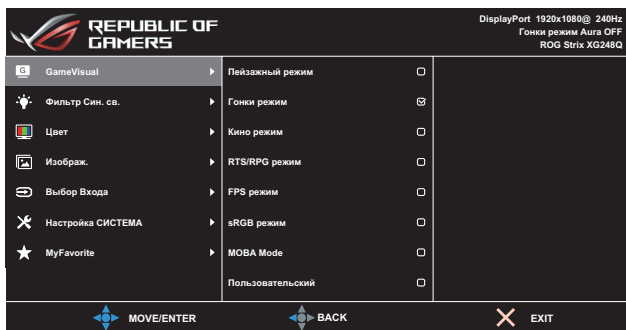 REPUBLIC OF
GAMERS
DisplayPort 1920x1080@ 240Hz
Гонки режим Aura OFF
ROG Strix XG248Q
G GameVisual
Фильтр Син. св.
Цвет
Изображ.
Выбор Входа
Настройка СИСТЕМА
MyFavorite
Пейзажный режим
Гонки режим
Кино режим
RTS/RPG режим
FPS режим
sRGB режим
MOBA Mode
Пользовательский
MOVE/ENTER
BACK
EXIT